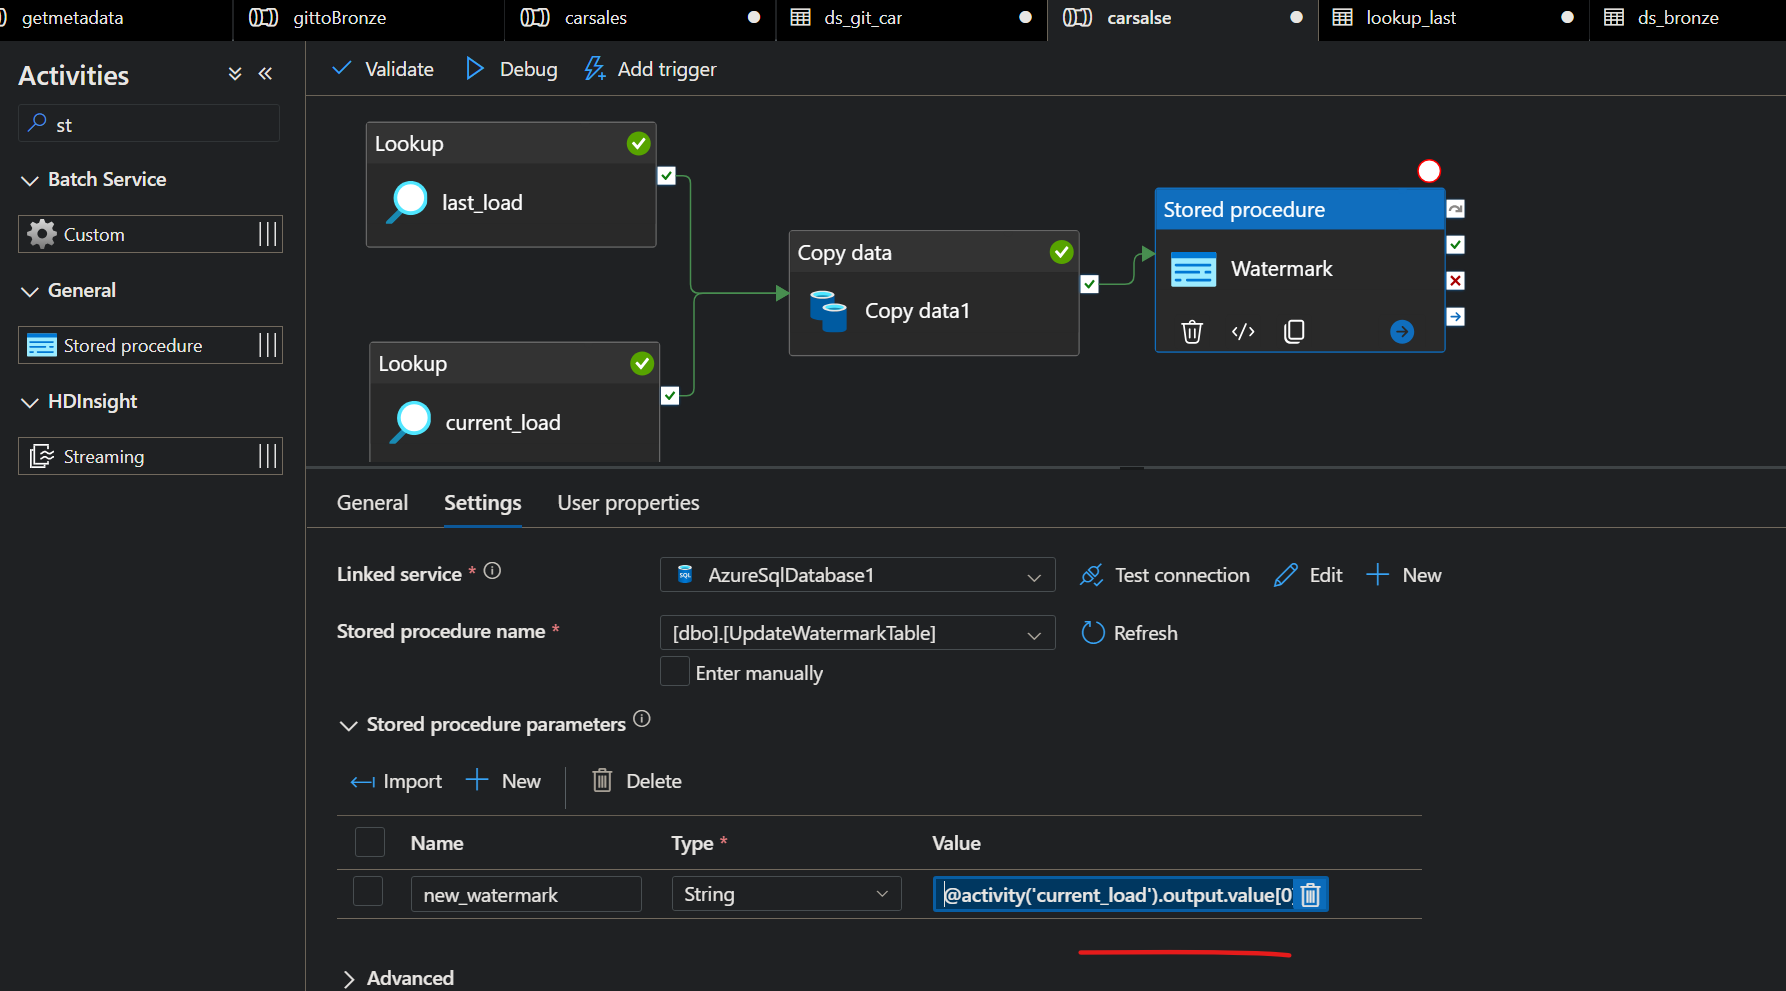 getmetadata
gittoBronze
carsales
ds_git_car
carsalse
lookup_last
ds_bronze
Activities
st
Batch Service
Custom
General
Stored procedure
HDInsight
Streaming
Validate
Debug
Add trigger
Lookup
last_load
Lookup
current_load
Copy data
Copy data1
Stored procedure
Watermark
General
Settings
User properties
Linked service *
SQL
AzureSqlDatabase1
Test connection
Edit
New
Stored procedure name *
[dbo].[UpdateWatermarkTable]
Refresh
Enter manually
Stored procedure parameters
Import
New
Delete
Name
Type *
Value
new_watermark
String
@activity('current_load').output.value[0]
Advanced